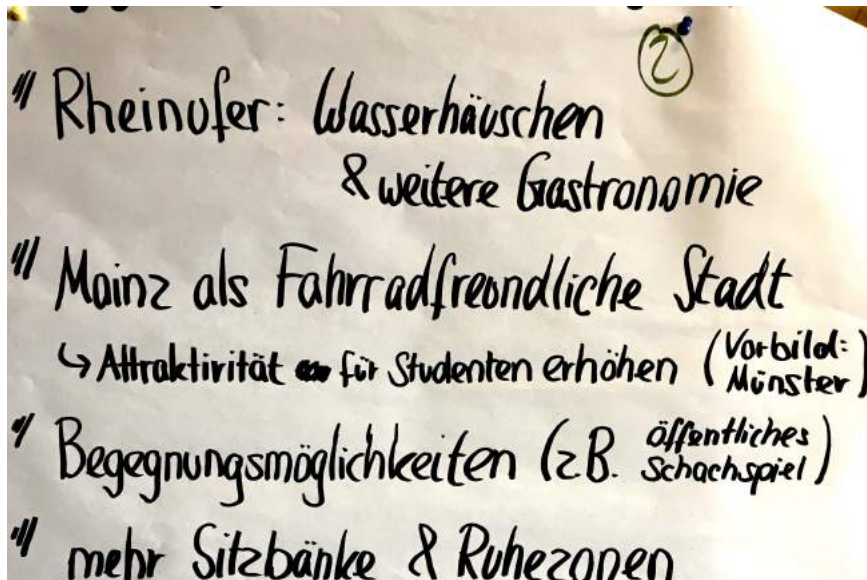 2
" Rheinufer: Wasserhäuschen
& weitere Gastronomie
" Mainz als Fahrradfreundliche Stadt
↳ Attraktivität für Studenten erhöhen (Vorbild: Münster)
" Begegnungsmöglichkeiten (z.B. öffentliches Schachspiel)
" mehr Sitzbänke & Ruhezonen